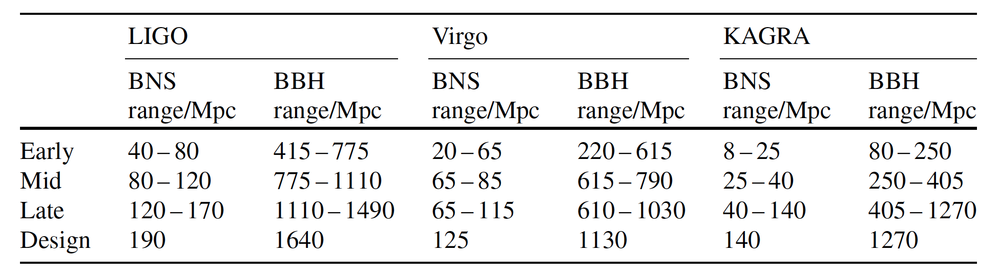 LIGO Virgo KAGRA
BNS BBH BNS BBH BNS BBH
range/Mpc range/Mpc range/Mpc range/Mpc range/Mpc range/Mpc
Early 40 – 80 415 – 775 20 – 65 220 – 615 8 – 25 80 – 250
Mid 80 – 120 775 – 1110 65 – 85 615 – 790 25 – 40 250 – 405
Late 120 – 170 1110 – 1490 65 – 115 610 – 1030 40 – 140 405 – 1270
Design 190 1640 125 1130 140 1270